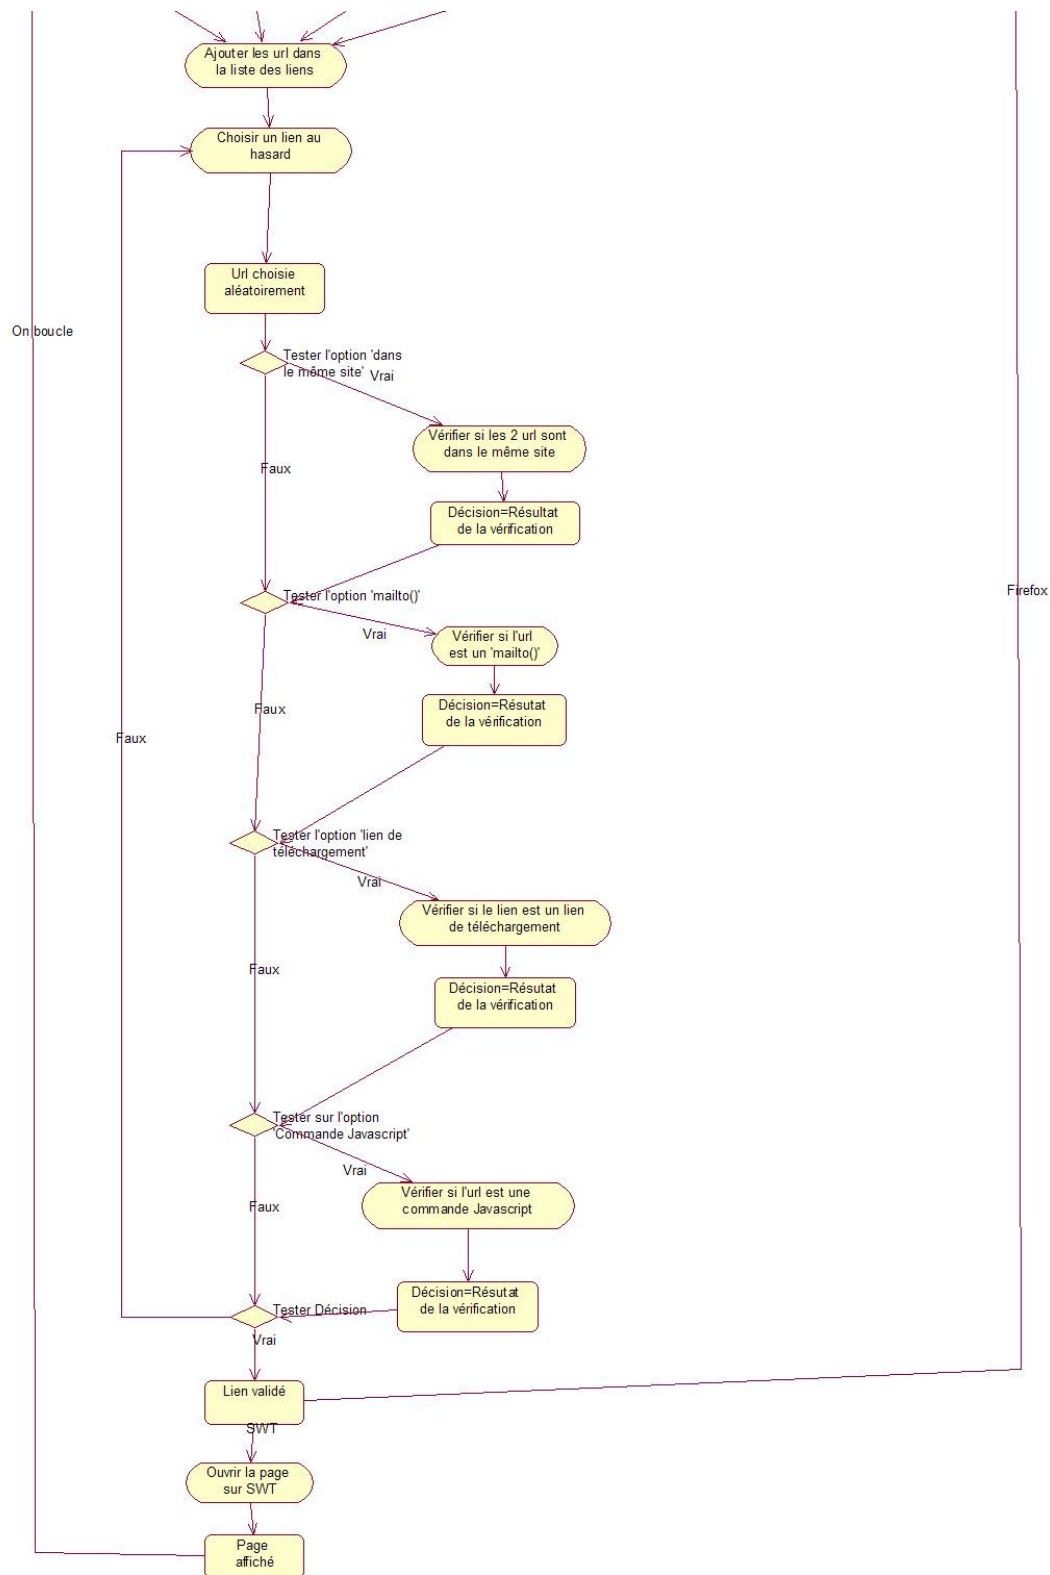 Ajouter les url dans
la liste des liens
Choisir un lien au
hasard
Url choisie
aléatoirement
On boucle
Tester l'option 'dans
le même site'
Vrai
Vérifier si les 2 url sont
dans le même site
Faux
Décision=Résultat
de la vérification
Firefox
Tester l'option 'mailto()'
Vrai
Vérifier si l'url
est un 'mailto()'
Faux
Décision=Résutat
de la vérification
Faux
Tester l'option 'lien de
téléchargement'
Vrai
Vérifier si le lien est un lien
de téléchargement
Faux
Décision=Résutat
de la vérification
Tester sur l'option
'Commande Javascript'
Vrai
Vérifier si l'url est une
commande Javascript
Faux
Décision=Résutat
de la vérification
Tester Décision
Vrai
Lien validé
SWT
Ouvrir la page
sur SWT
Page
affiché